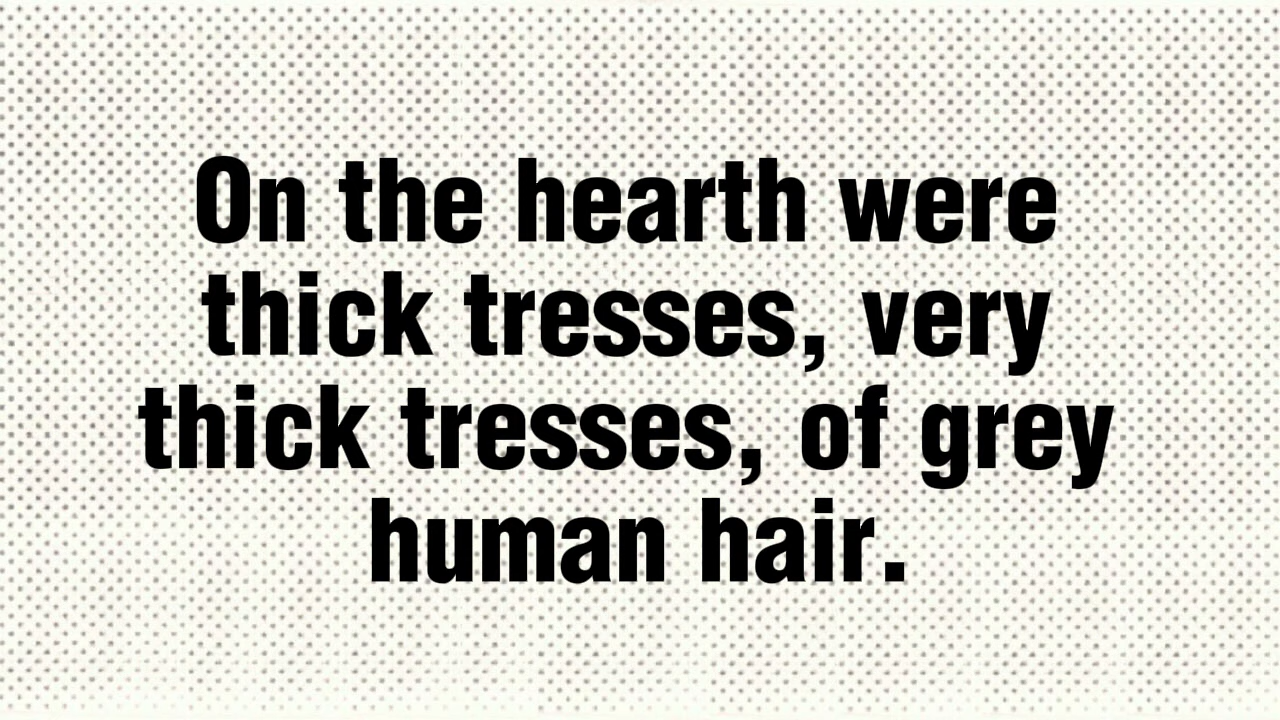 On the hearth were
thick tresses, very
thick tresses, of grey
human hair.